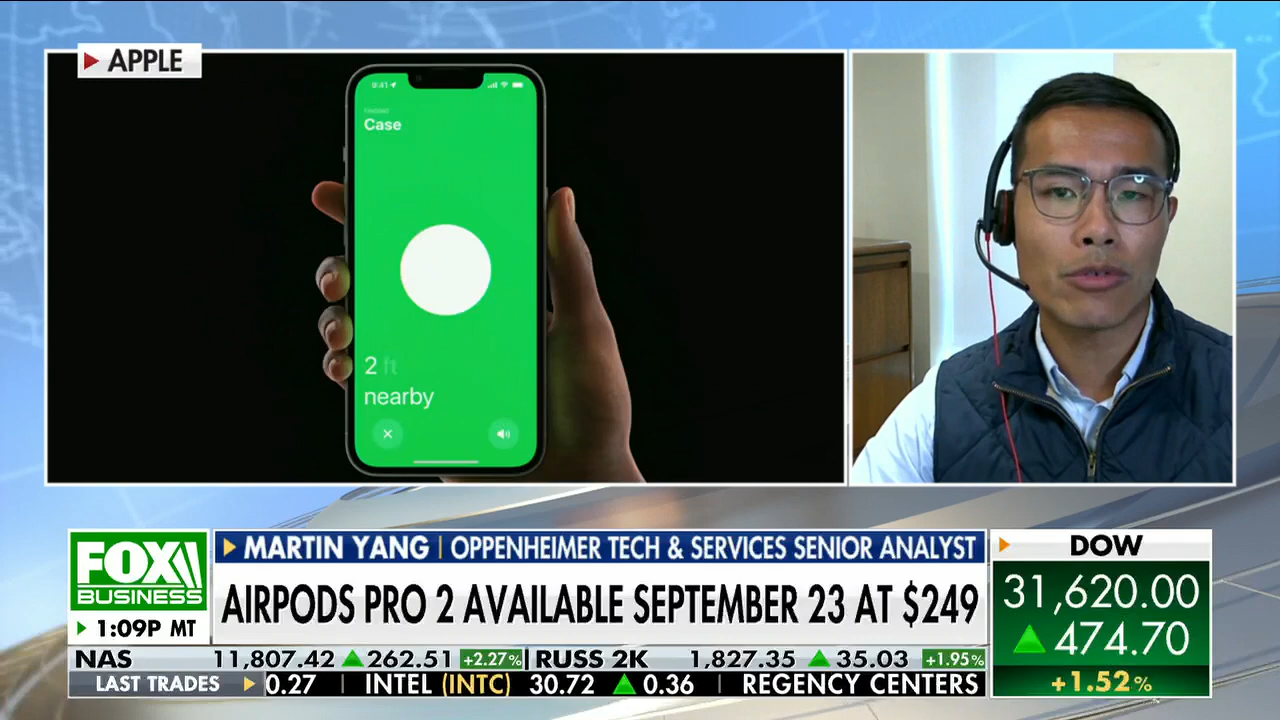 APPLE
9:41
Case
2 ft
nearby
MARTIN YANG | OPPENHEIMER TECH & SERVICES SENIOR ANALYST
AIRPODS PRO 2 AVAILABLE SEPTEMBER 23 AT $249
FOX
BUSINESS
1:09P MT
DOW
31,620.00
474.70
+1.52%
NAS 11,807.42 262.51 +2.27% RUSS 2K 1,827.35 35.03 +1.95%
LAST TRADES 0.27 | INTEL (INTC) 30.72 0.36 | REGENCY CENTERS